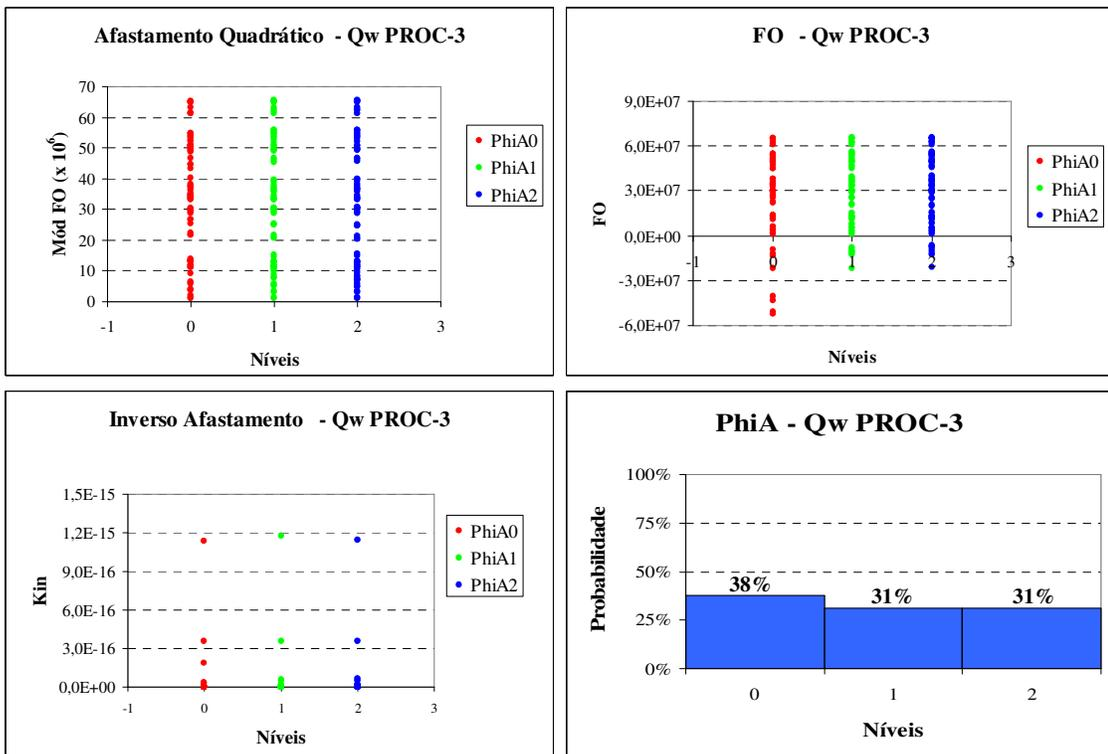 Afastamento Quadrático - Qw PROC-3
Mód FO (x 10⁶)
70
60
50
40
30
20
10
0
-1
0
1
2
3
Níveis
PhiA0
PhiA1
PhiA2
FO - Qw PROC-3
FO
9,0E+07
6,0E+07
3,0E+07
0,0E+00
-3,0E+07
-6,0E+07
-1
0
1
2
3
Níveis
PhiA0
PhiA1
PhiA2
Inverso Afastamento - Qw PROC-3
Kin
1,5E-15
1,2E-15
9,0E-16
6,0E-16
3,0E-16
0,0E+00
-1
0
1
2
3
Níveis
PhiA0
PhiA1
PhiA2
PhiA - Qw PROC-3
Probabilidade
100%
75%
50%
25%
0%
38%
31%
31%
0
1
2
Níveis